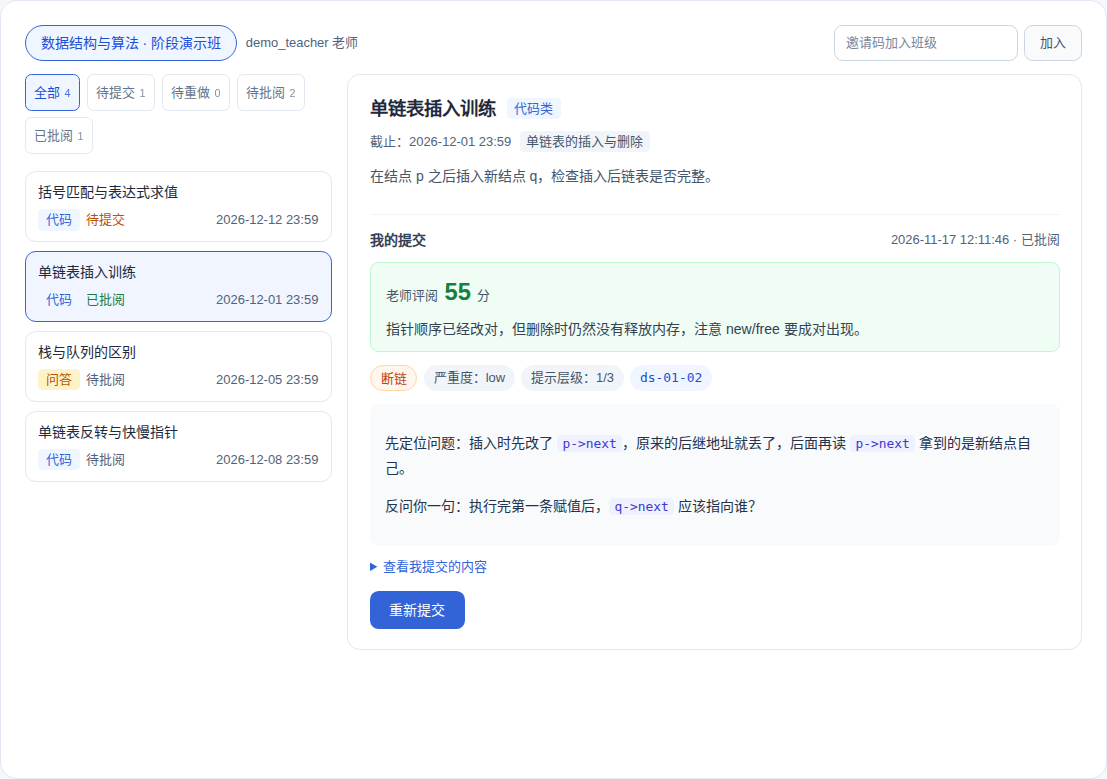 数据结构与算法 · 阶段演示班 demo_teacher 老师 邀请码加入班级 加入
全部 4 待提交 1 待重做 0 待批阅 2
已批阅 1
括号匹配与表达式求值
代码 待提交 2026-12-12 23:59
单链表插入训练
代码 已批阅 2026-12-01 23:59
栈与队列的区别
问答 待批阅 2026-12-05 23:59
单链表反转与快慢指针
代码 待批阅 2026-12-08 23:59
单链表插入训练 代码类
截止：2026-12-01 23:59 单链表的插入与删除
在结点 p 之后插入新结点 q，检查插入后链表是否完整。
我的提交 2026-11-17 12:11:46 · 已批阅
老师评阅 55 分
指针顺序已经改对，但删除时仍然没有释放内存，注意 new/free 要成对出现。
断链 严重度：low 提示层级：1/3 ds-01-02
先定位问题：插入时先改了 p->next，原来的后继地址就丢了，后面再读 p->next 拿到的是新结点自
己。
反问你一句：执行完第一条赋值后，q->next 应该指向谁？
查看我提交的内容
重新提交